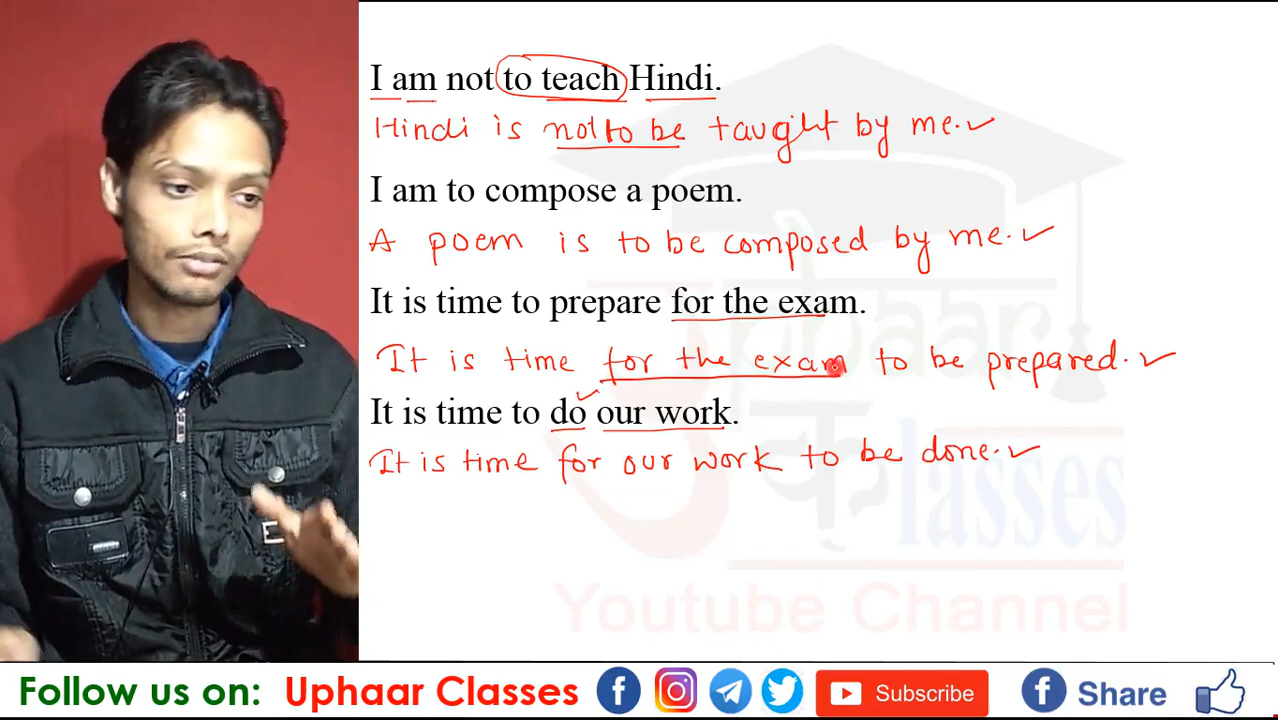 I am not to teach Hindi.
Hindi is not to be taught by me.
I am to compose a poem.
A poem is to be composed by me.
It is time to prepare for the exam.
It is time for the exam to be prepared.
It is time to do our work.
It is time for our work to be done.
Youtube Channel
Follow us on: Uphaar Classes Subscribe Share